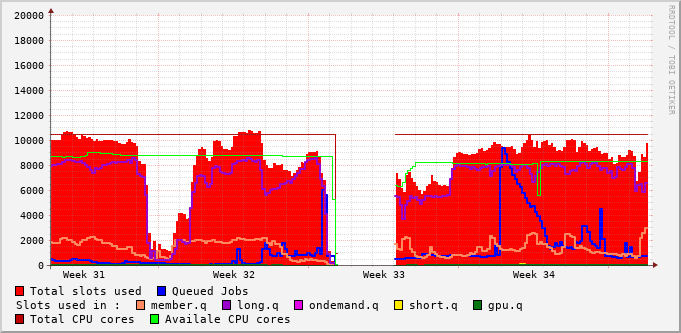 20000
18000
16000
14000
12000
10000
8000
6000
4000
2000
0
Week 31 Week 32 Week 33 Week 34
Total slots used Queued Jobs
Slots used in : member.q long.q ondemand.q short.q gpu.q
Total CPU cores Availale CPU cores
RRDTOOL / TOBI OETIKER